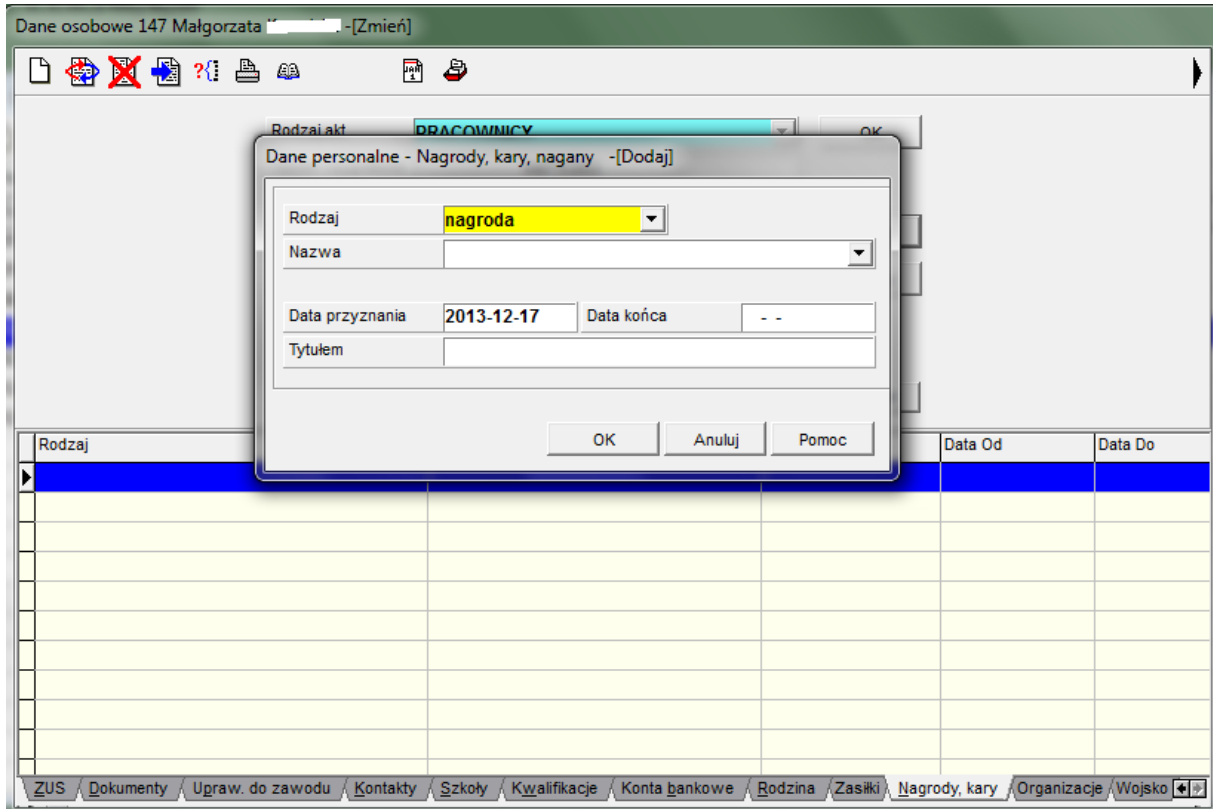 Dane osobowe 147 Małgorzata -[Zmień]
Rodzaj akt PRACOWNICY OK
Dane personalne - Nagrody, kary, nagany -[Dodaj]
Rodzaj nagroda
Nazwa
Data przyznania 2013-12-17 Data końca - -
Tytułem
OK Anuluj Pomoc
Rodzaj Data Od Data Do
ZUS Dokumenty Upraw. do zawodu Kontakty Szkoły Kwalifikacje Konta bankowe Rodzina Zasiłki Nagrody, kary Organizacje Wojsko